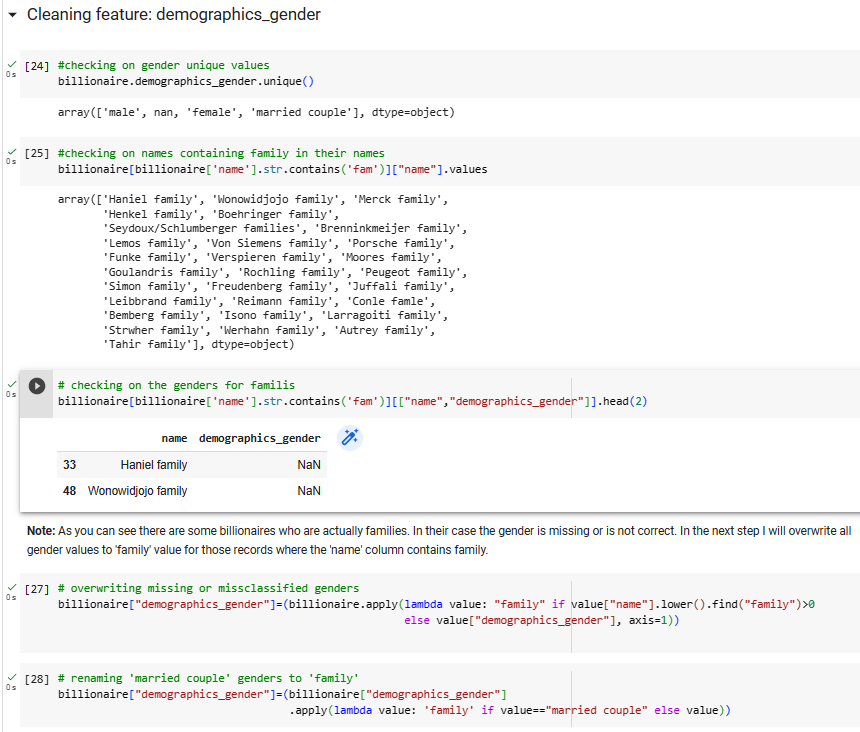 Cleaning feature: demographics_gender
[24] #checking on gender unique values
0s
billionaire.demographics_gender.unique()
array(['male', nan, 'female', 'married couple'], dtype=object)
[25] #checking on names containing family in their names
0s
billionaire[billionaire['name'].str.contains('fam')]["name"].values
array(['Haniel family', 'Wonowidjojo family', 'Merck family',
'Henkel family', 'Boehringer family',
'Seydoux/Schlumberger families', 'Brenninkmeijer family',
'Lemos family', 'Von Siemens family', 'Porsche family',
'Funke family', 'Verspieren family', 'Moores family',
'Goulandris family', 'Rochling family', 'Peugeot family',
'Simon family', 'Freudenberg family', 'Juffali family',
'Leibbrand family', 'Reimann family', 'Conle famle',
'Bemberg family', 'Isono family', 'Larragoiti family',
'Strwher family', 'Werhahn family', 'Autrey family',
'Tahir family'], dtype=object)
# checking on the genders for familis
0s
billionaire[billionaire['name'].str.contains('fam')][["name","demographics_gender"]].head(2)
name demographics_gender
33 Haniel family NaN
48 Wonowidjojo family NaN
Note: As you can see there are some billionaires who are actually families. In their case the gender is missing or is not correct. In the next step I will overwrite all
gender values to 'family' value for those records where the 'name' column contains family.
[27] # overwriting missing or missclassified genders
0s
billionaire["demographics_gender"]=(billionaire.apply(lambda value: "family" if value["name"].lower().find("family")>0
else value["demographics_gender"], axis=1))
[28] # renaming 'married couple' genders to 'family'
0s
billionaire["demographics_gender"]=(billionaire["demographics_gender"]
.apply(lambda value: 'family' if value=="married couple" else value))